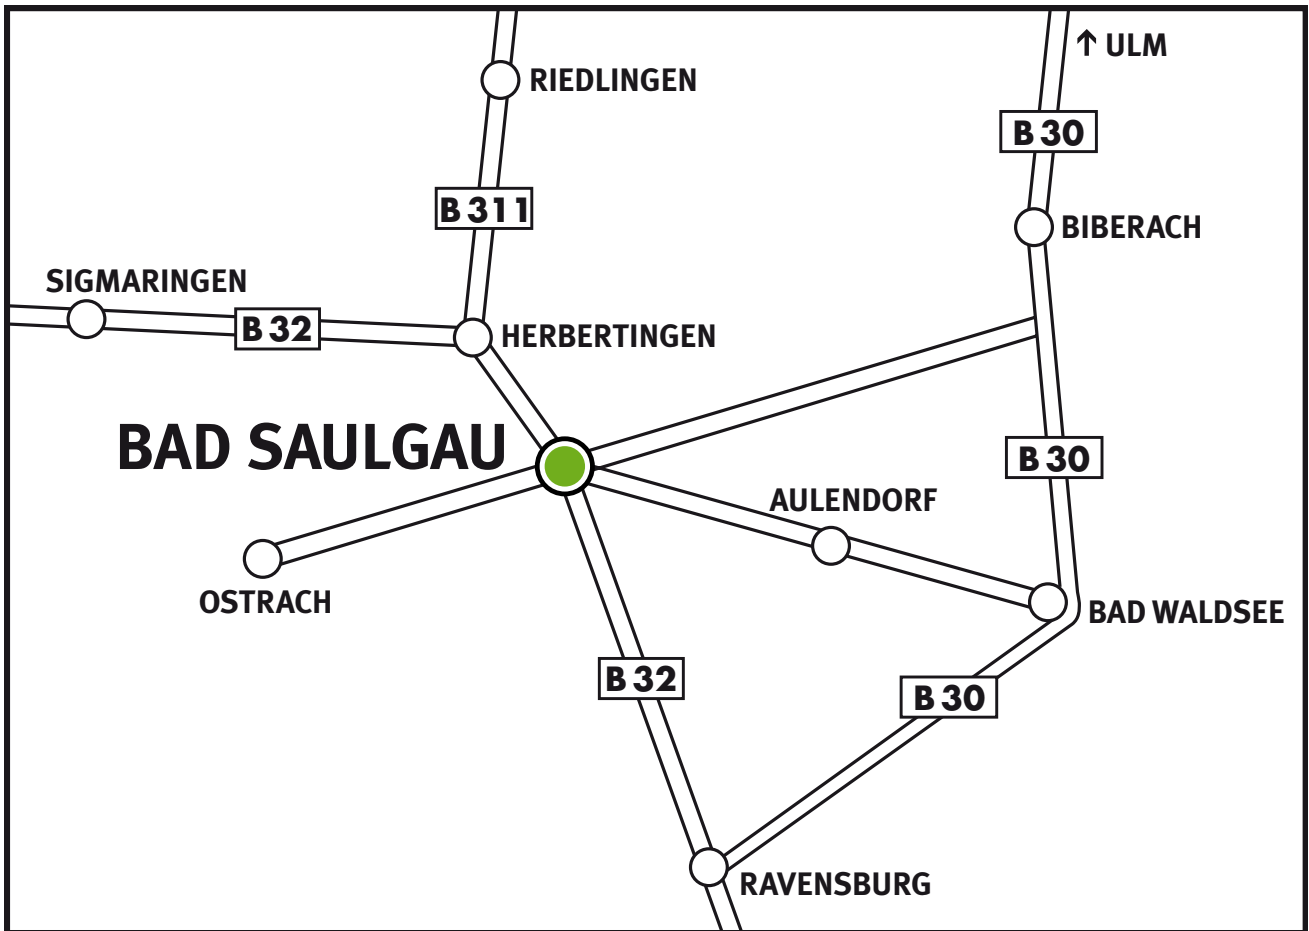 ↑ ULM
RIEDLINGEN
B 30
B 311
BIBERACH
SIGMARINGEN
B 32
HERBERTINGEN
BAD SAULGAU
B 30
AULENDORF
OSTRACH
BAD WALDSEE
B 32
B 30
RAVENSBURG